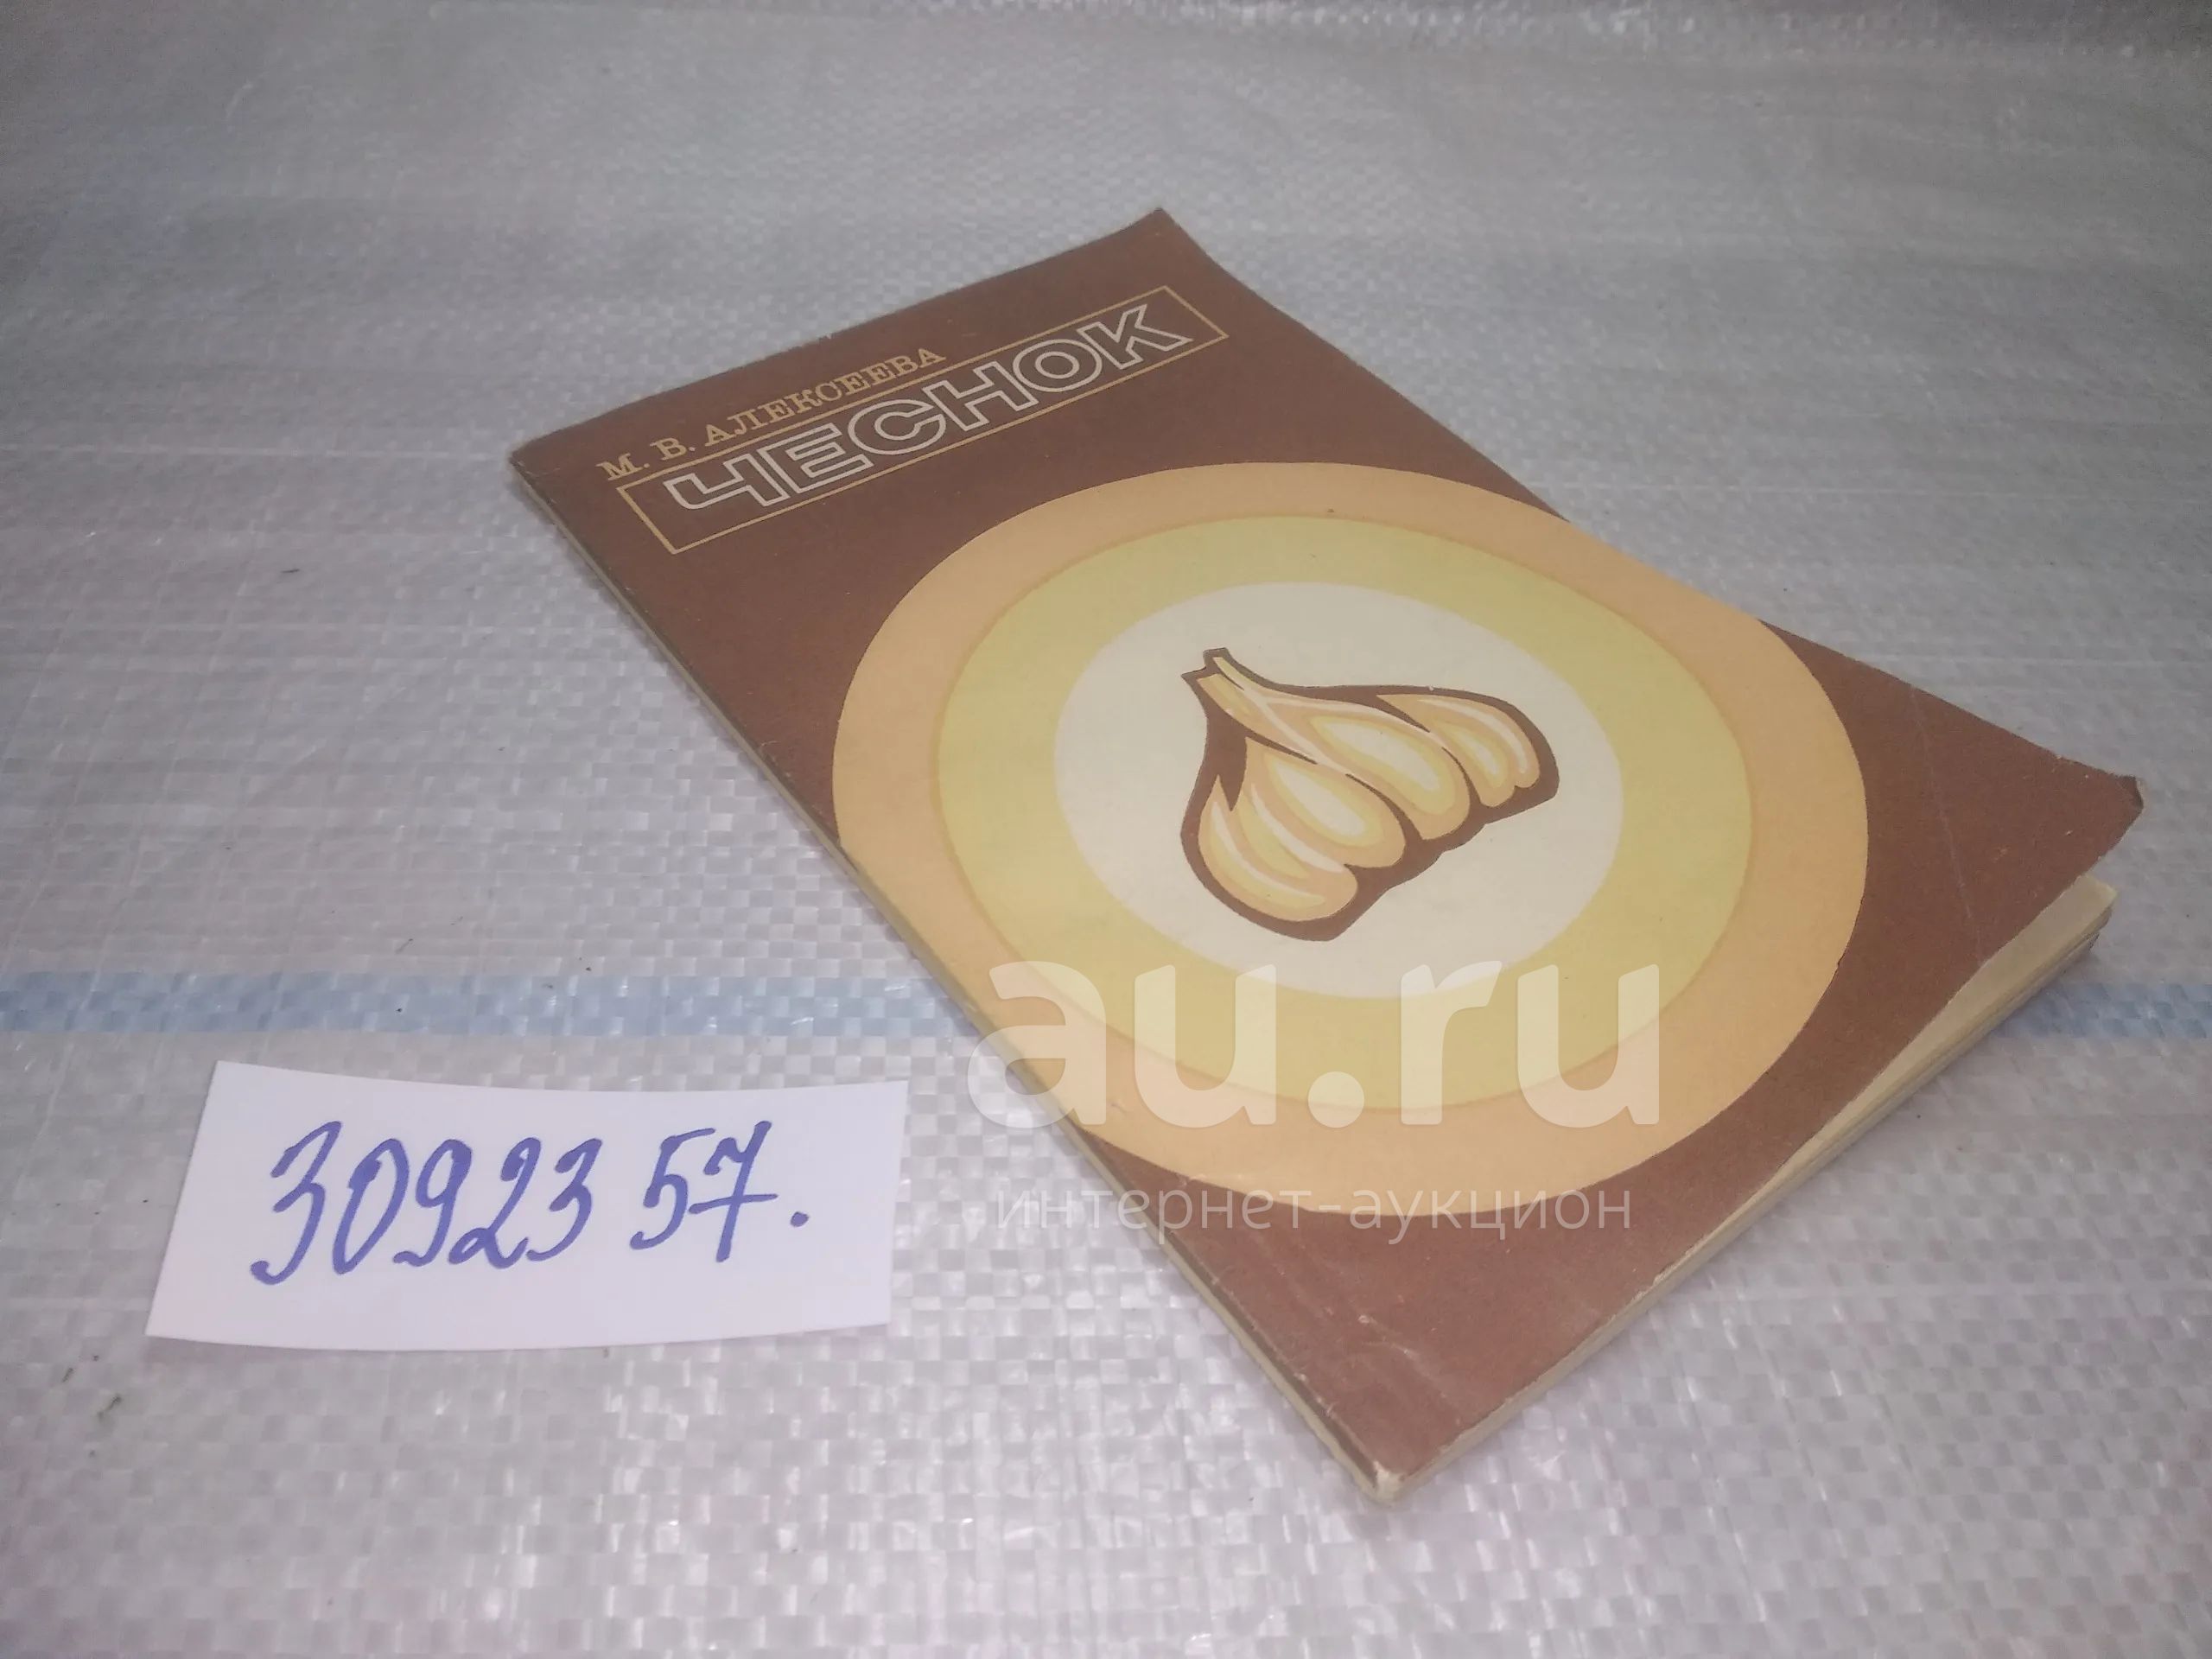 М. В. АЛЕКСЕЕВА
ЧЕСНОК
au.ru
интернет-аукцион
3092357.